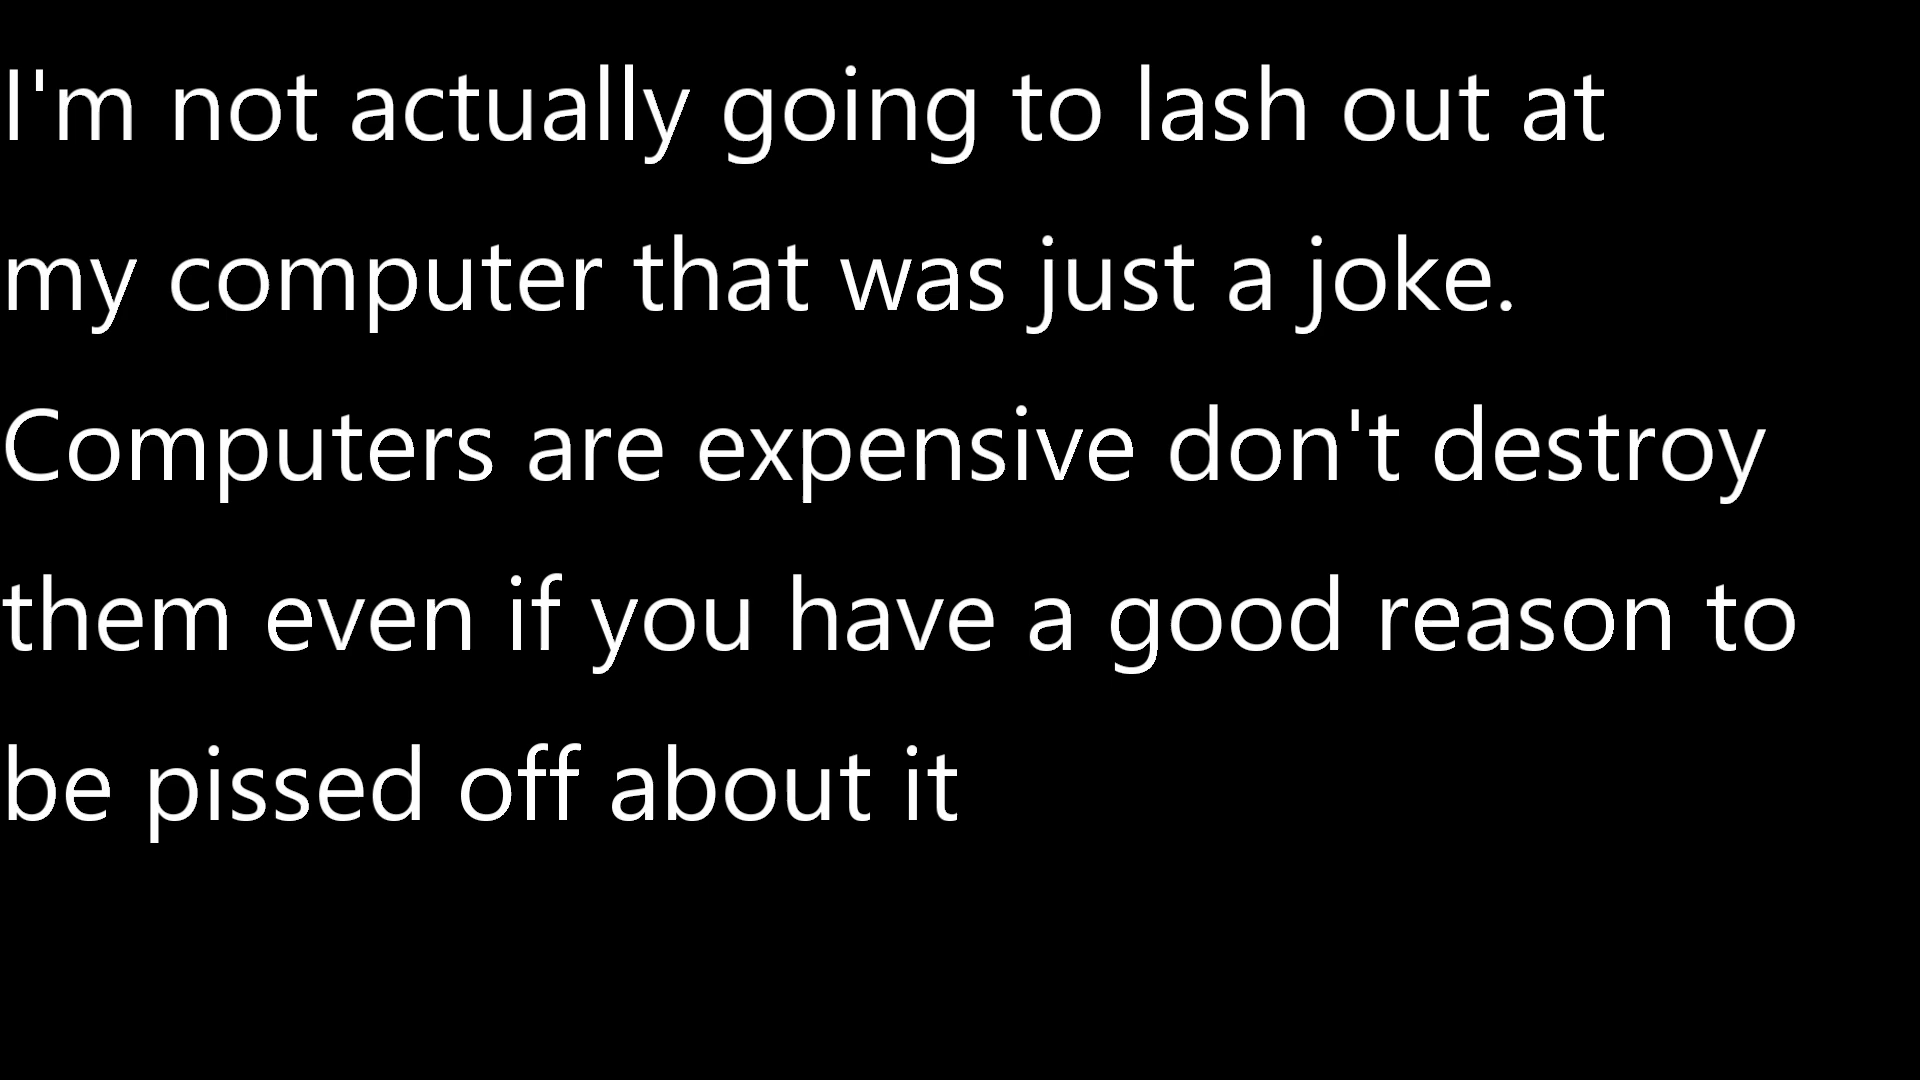 I'm not actually going to lash out at
my computer that was just a joke.
Computers are expensive don't destroy
them even if you have a good reason to
be pissed off about it